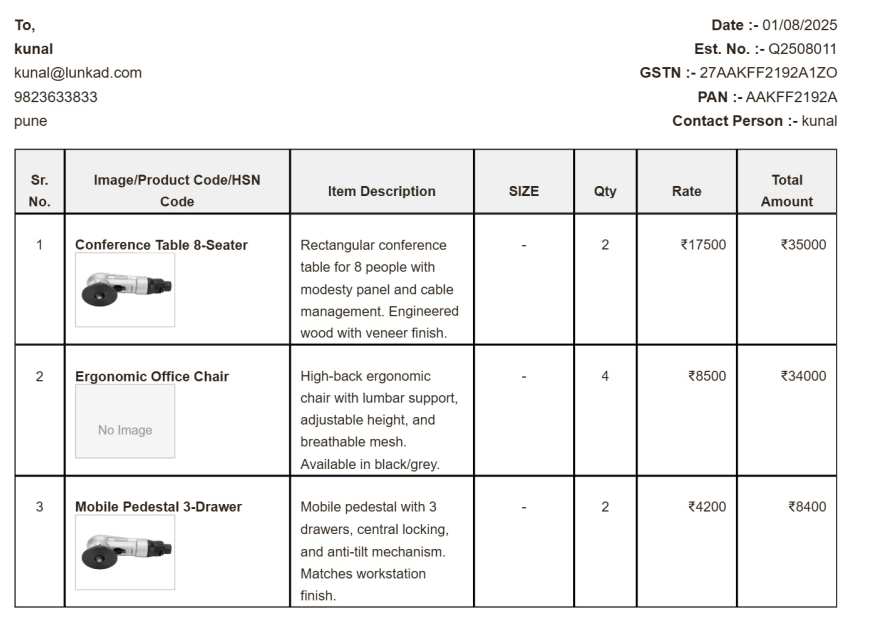 To,
kunal
kunal@lunkad.com
9823633833
pune
Date :- 01/08/2025
Est. No. :- Q2508011
GSTN :- 27AAKFF2192A1ZO
PAN :- AAKFF2192A
Contact Person :- kunal
Sr. No. Image/Product Code/HSN Code Item Description SIZE Qty Rate Total Amount
1 Conference Table 8-Seater
Rectangular conference
table for 8 people with
modesty panel and cable
management. Engineered
wood with veneer finish.
- 2 ₹17500 ₹35000
2 Ergonomic Office Chair
No Image
High-back ergonomic
chair with lumbar support,
adjustable height, and
breathable mesh.
Available in black/grey.
- 4 ₹8500 ₹34000
3 Mobile Pedestal 3-Drawer
Mobile pedestal with 3
drawers, central locking,
and anti-tilt mechanism.
Matches workstation
finish.
- 2 ₹4200 ₹8400